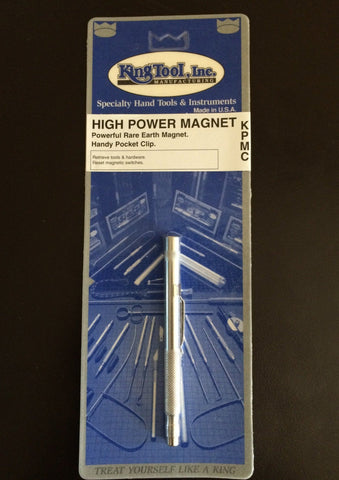 King Tool, Inc.
MANUFACTURING
Specialty Hand Tools & Instruments
Made in U.S.A.
HIGH POWER MAGNET
Powerful Rare Earth Magnet.
Handy Pocket Clip.
KPMC
Retrieve tools & hardware
Reset magnetic switches.
TREAT YOURSELF LIKE A KING